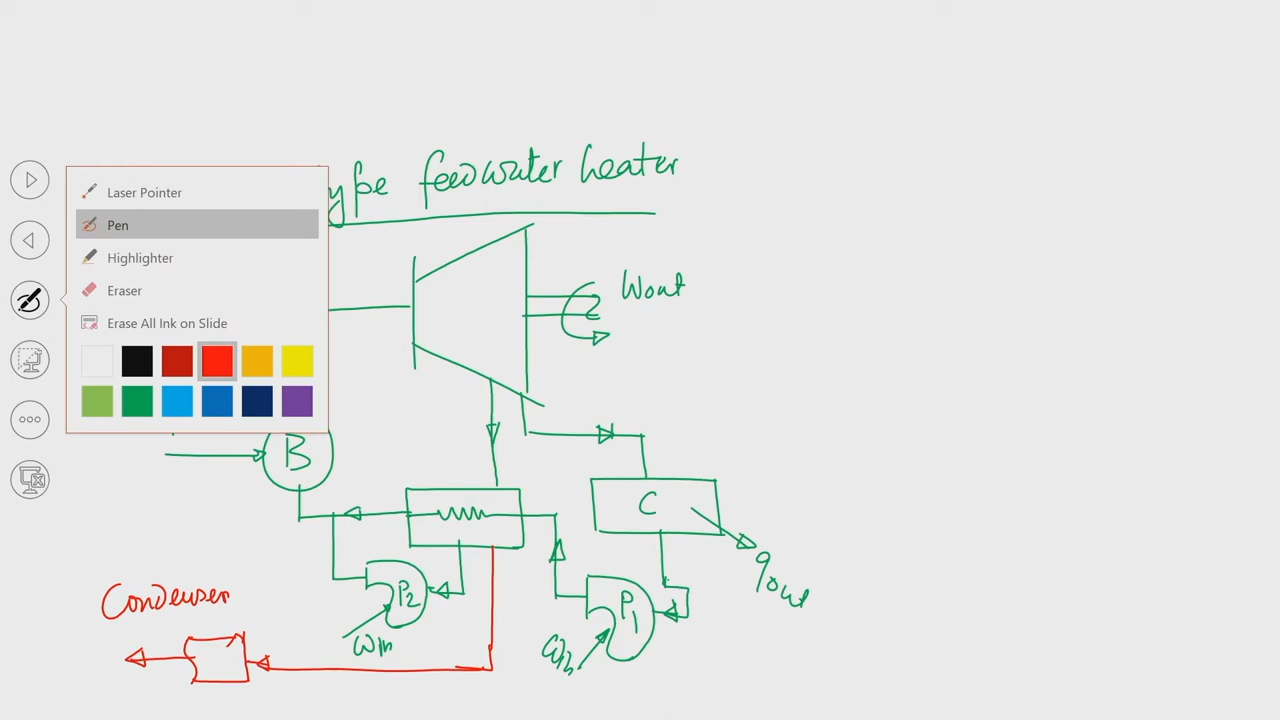 ype feedwater heater
Laser Pointer
Pen
Highlighter
Eraser
Erase All Ink on Slide
Wout
B
C
P2
P1
qout
Win
Win
Condenser